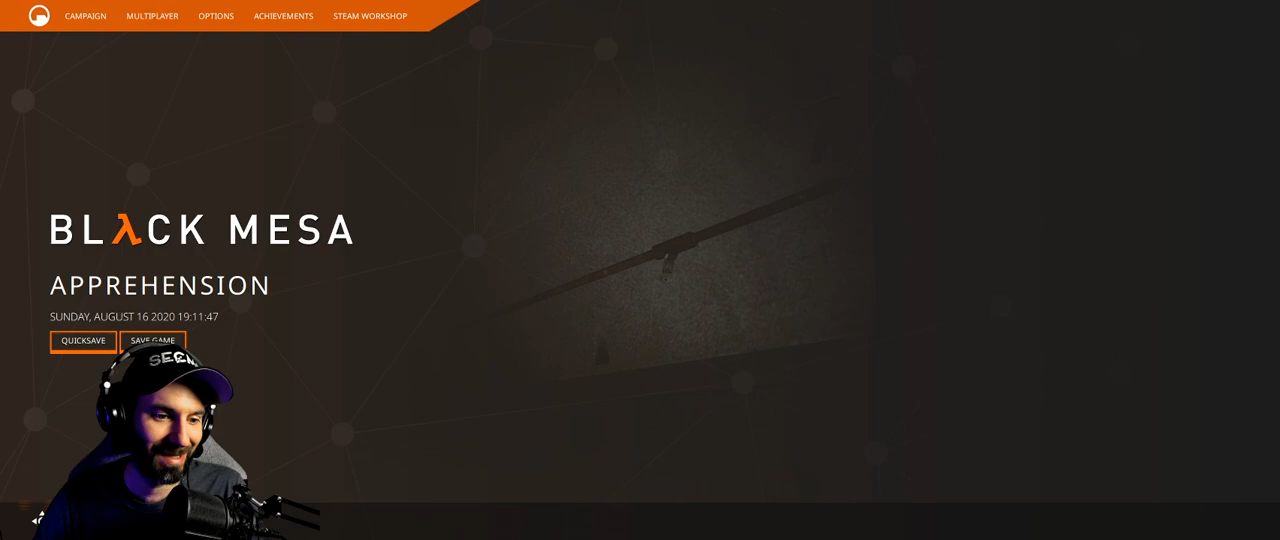 CAMPAIGN MULTIPLAYER OPTIONS ACHIEVEMENTS STEAM WORKSHOP
BLλCK MESA
APPREHENSION
SUNDAY, AUGUST 16 2020 19:11:47
QUICKSAVE SAVE GAME